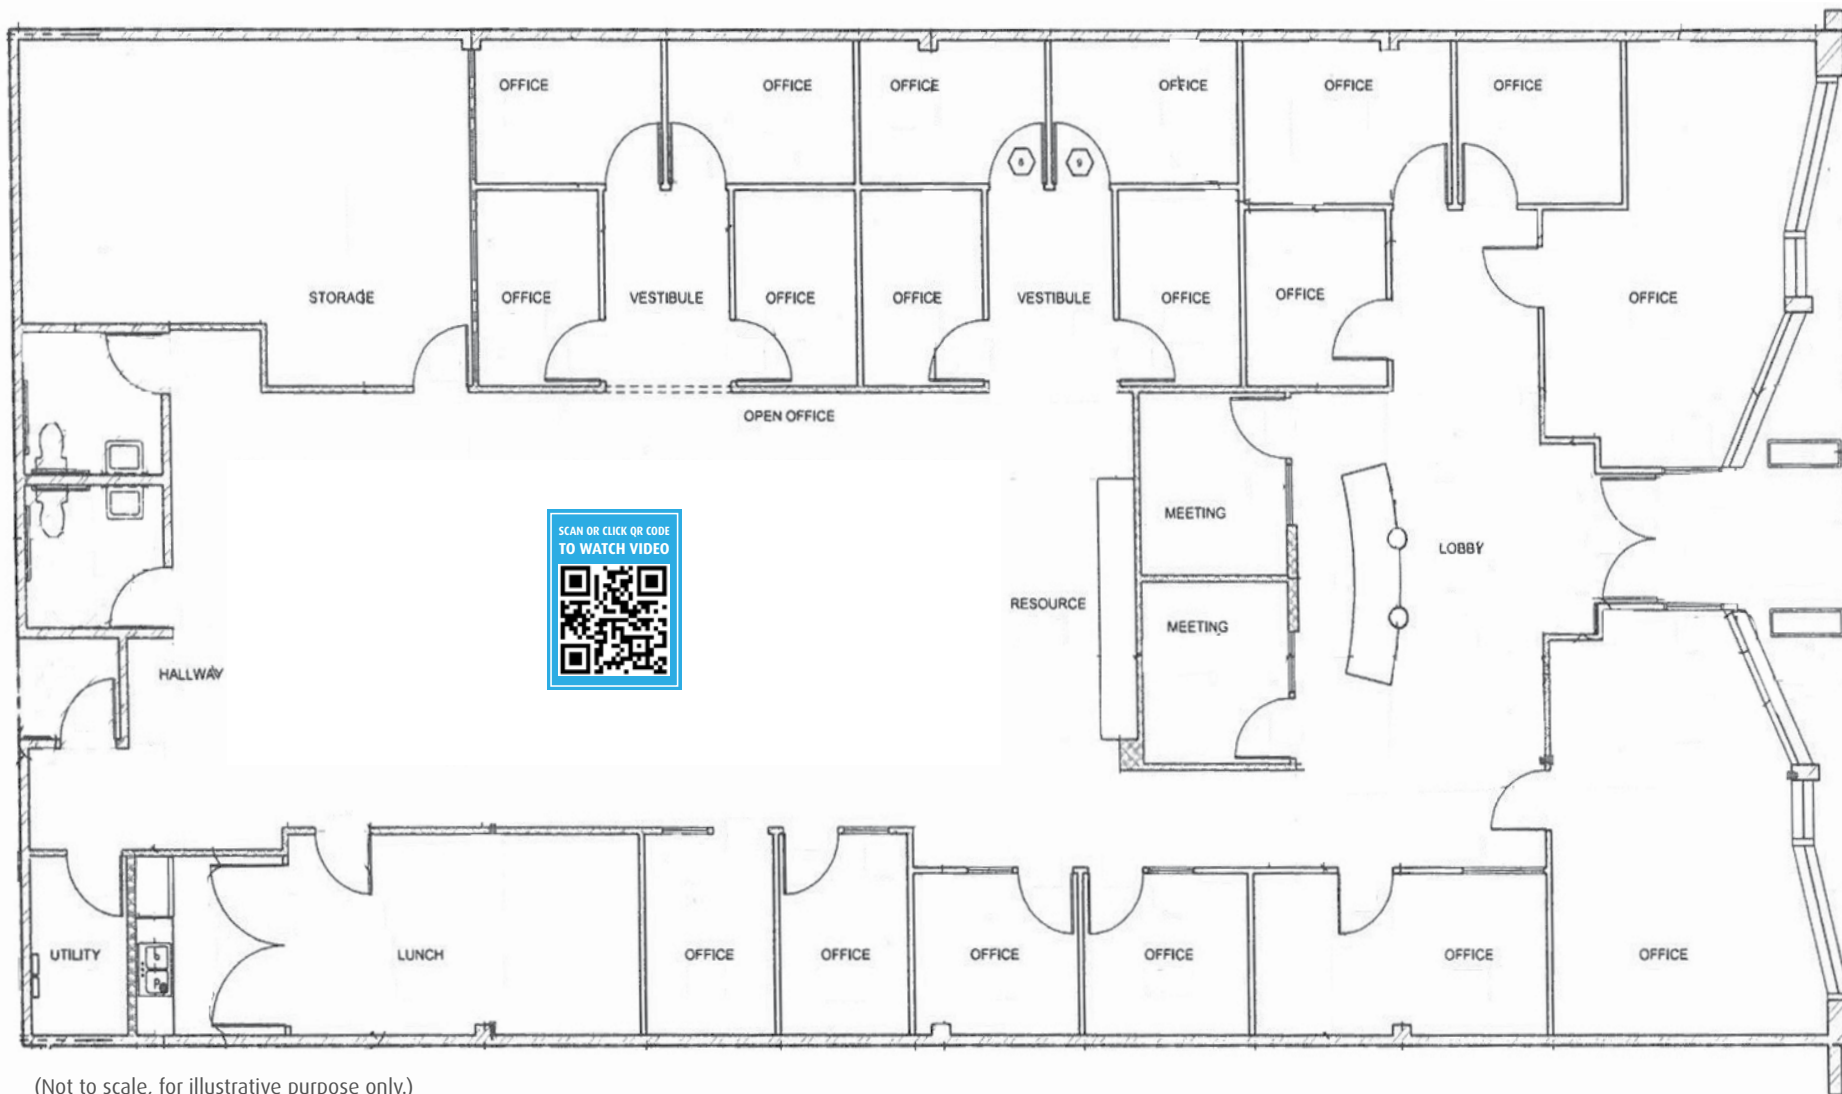 OFFICE
OFFICE
OFFICE
OFFICE
OFFICE
OFFICE
8
9
STORAGE
OFFICE
VESTIBULE
OFFICE
OFFICE
VESTIBULE
OFFICE
OFFICE
OFFICE
OPEN OFFICE
SCAN OR CLICK QR CODE
TO WATCH VIDEO
MEETING
LOBBY
RESOURCE
MEETING
HALLWAY
UTILITY
LUNCH
OFFICE
OFFICE
OFFICE
OFFICE
OFFICE
OFFICE
(Not to scale, for illustrative purpose only.)